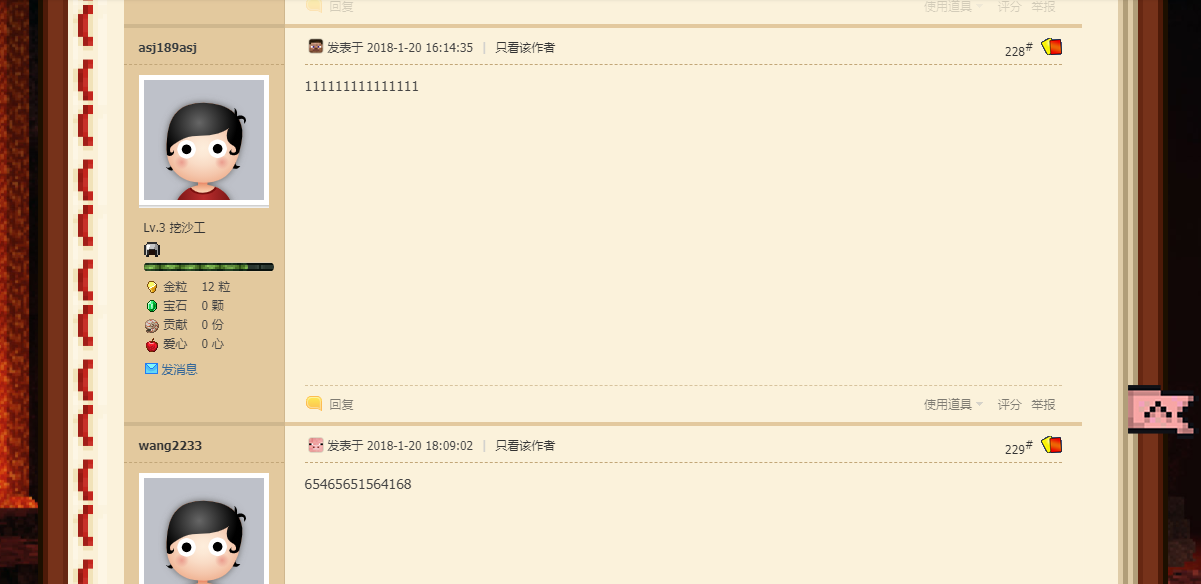 回复 使用道具 评分 举报
asj189asj
发表于 2018-1-20 16:14:35 | 只看该作者 228#
111111111111111
Lv.3 挖沙工
金粒 12 粒
宝石 0 颗
贡献 0 份
爱心 0 心
发消息
回复 使用道具 评分 举报
wang2233
发表于 2018-1-20 18:09:02 | 只看该作者 229#
65465651564168